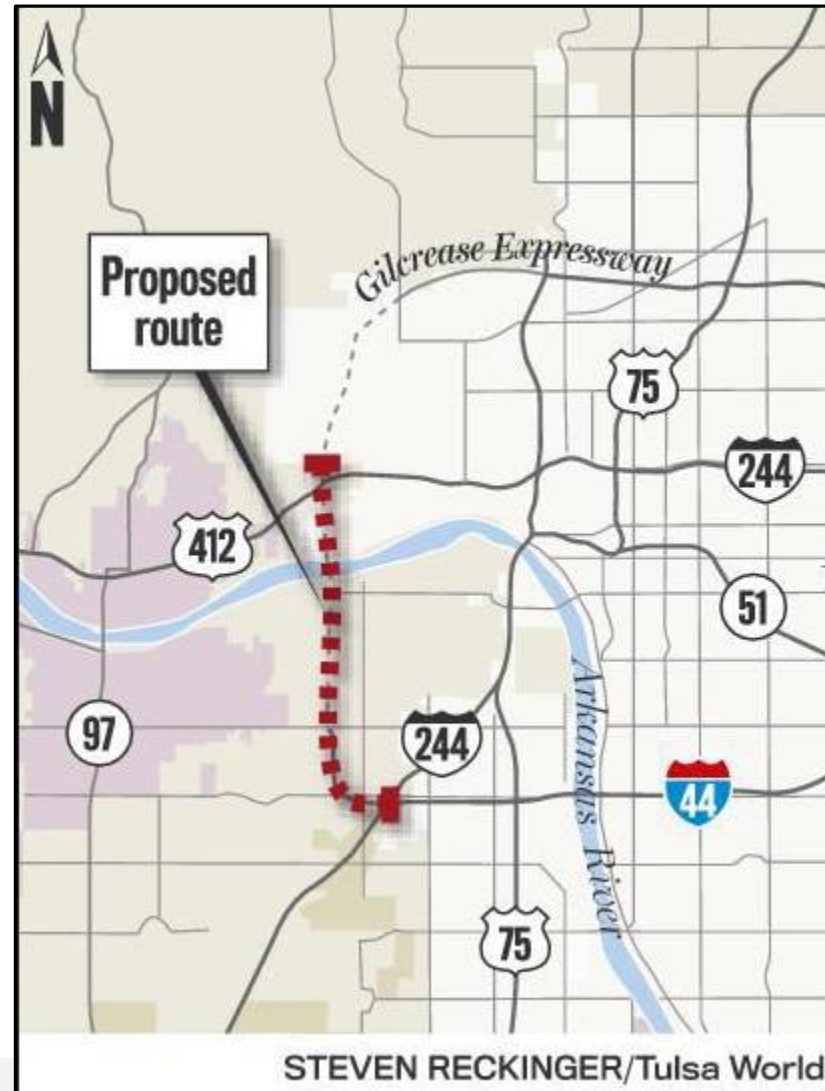 N
Gilcrease Expressway
Proposed
route
75
244
412
51
97
244
Arkansas River
44
75
STEVEN RECKINGER/Tulsa World